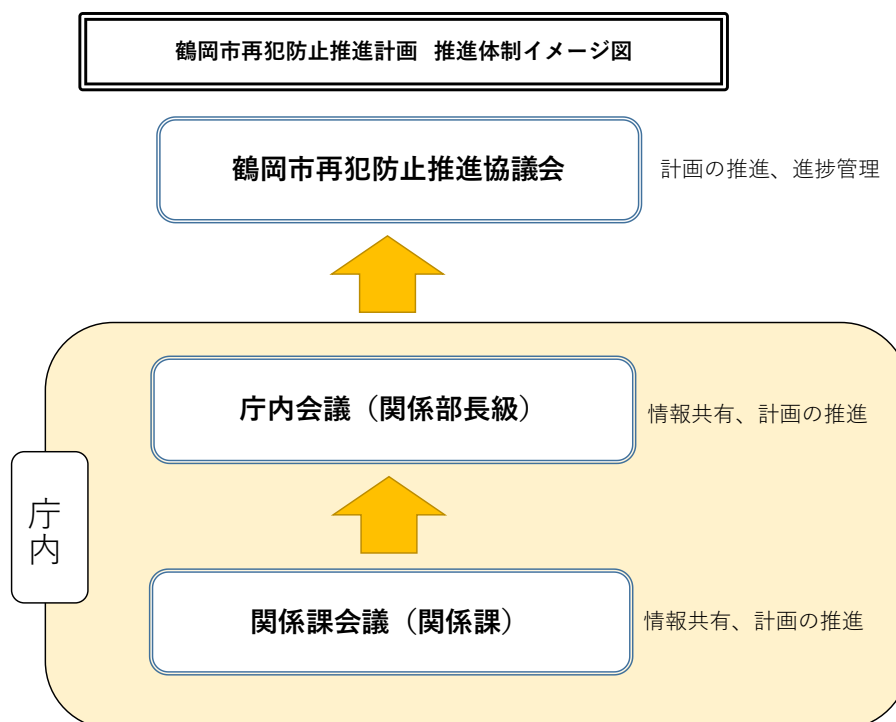 鶴岡市再犯防止推進計画 推進体制イメージ図
鶴岡市再犯防止推進協議会
計画の推進、進捗管理
庁内会議（関係部長級）
情報共有、計画の推進
庁内
関係課会議（関係課）
情報共有、計画の推進